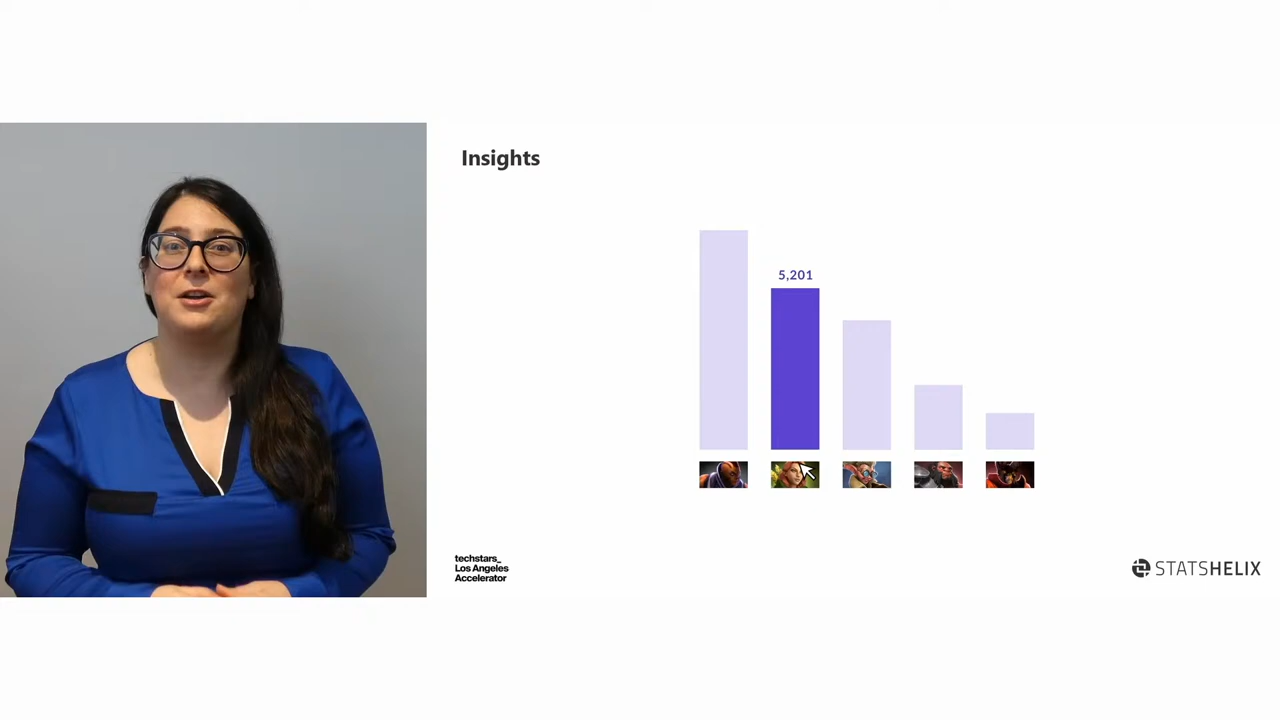 Insights
5,201
techstars_
Los Angeles
Accelerator
STATSHELIX